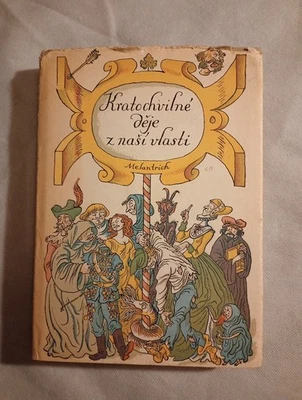 Kratochvilné
děje
z naší vlasti
Melantrich